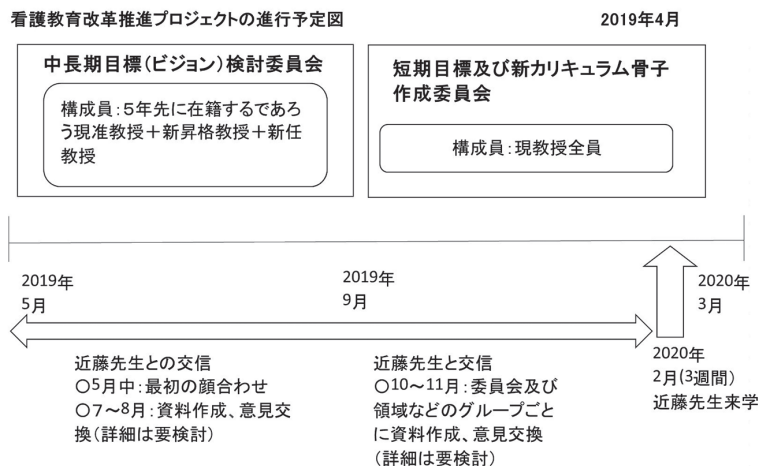 看護教育改革推進プロジェクトの進行予定図
2019年4月
中長期目標(ビジョン)検討委員会
構成員:5年先に在籍するであろ
う現准教授+新昇格教授+新任
教授
短期目標及び新カリキュラム骨子
作成委員会
構成員:現教授全員
2019年
5月
2019年
9月
2020年
3月
近藤先生との交信
〇5月中:最初の顔合わせ
〇7~8月:資料作成、意見交
換(詳細は要検討)
近藤先生と交信
〇10~11月:委員会及び
領域などのグループごと
に資料作成、意見交換
(詳細は要検討)
2020年
2月(3週間)
近藤先生来学